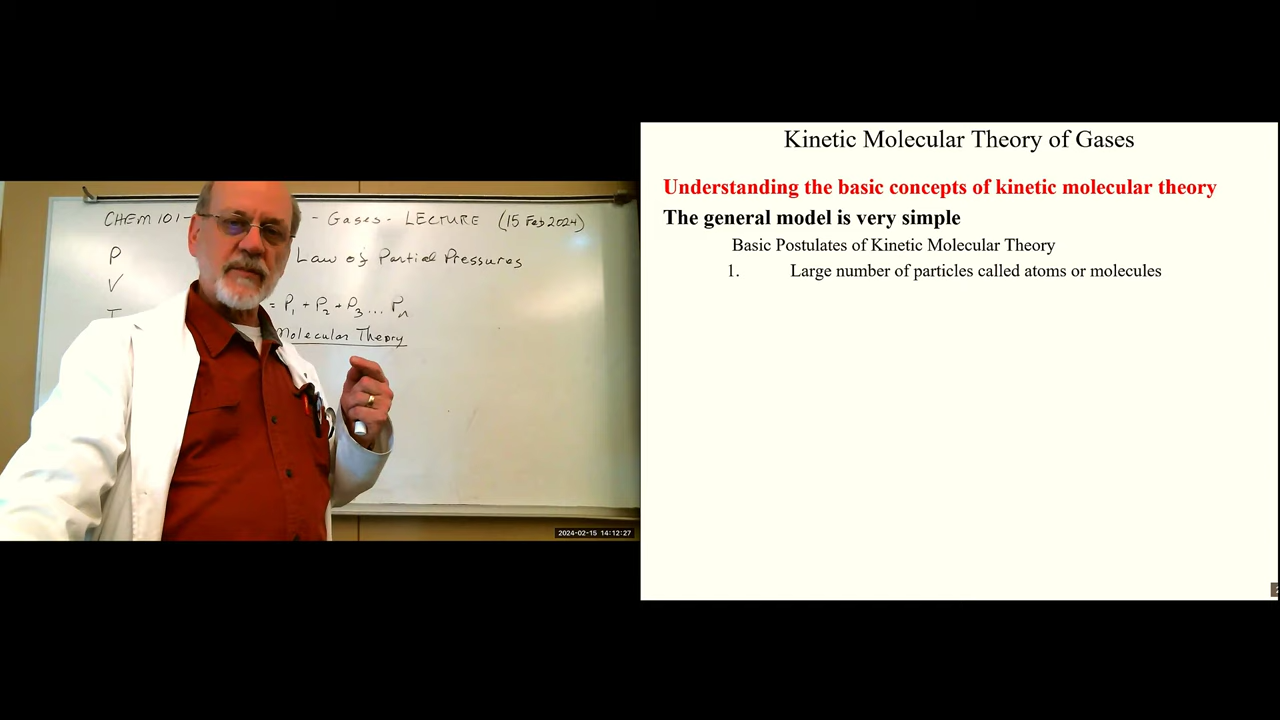 CHEM 101- - Gases - LECTURE (15 Feb 2024)
P Law of Partial Pressures
V
T = P₁ + P₂ + P₃ ... Pₙ
Molecular Theory
2024-02-15 14:12:27
Kinetic Molecular Theory of Gases
Understanding the basic concepts of kinetic molecular theory
The general model is very simple
Basic Postulates of Kinetic Molecular Theory
1. Large number of particles called atoms or molecules